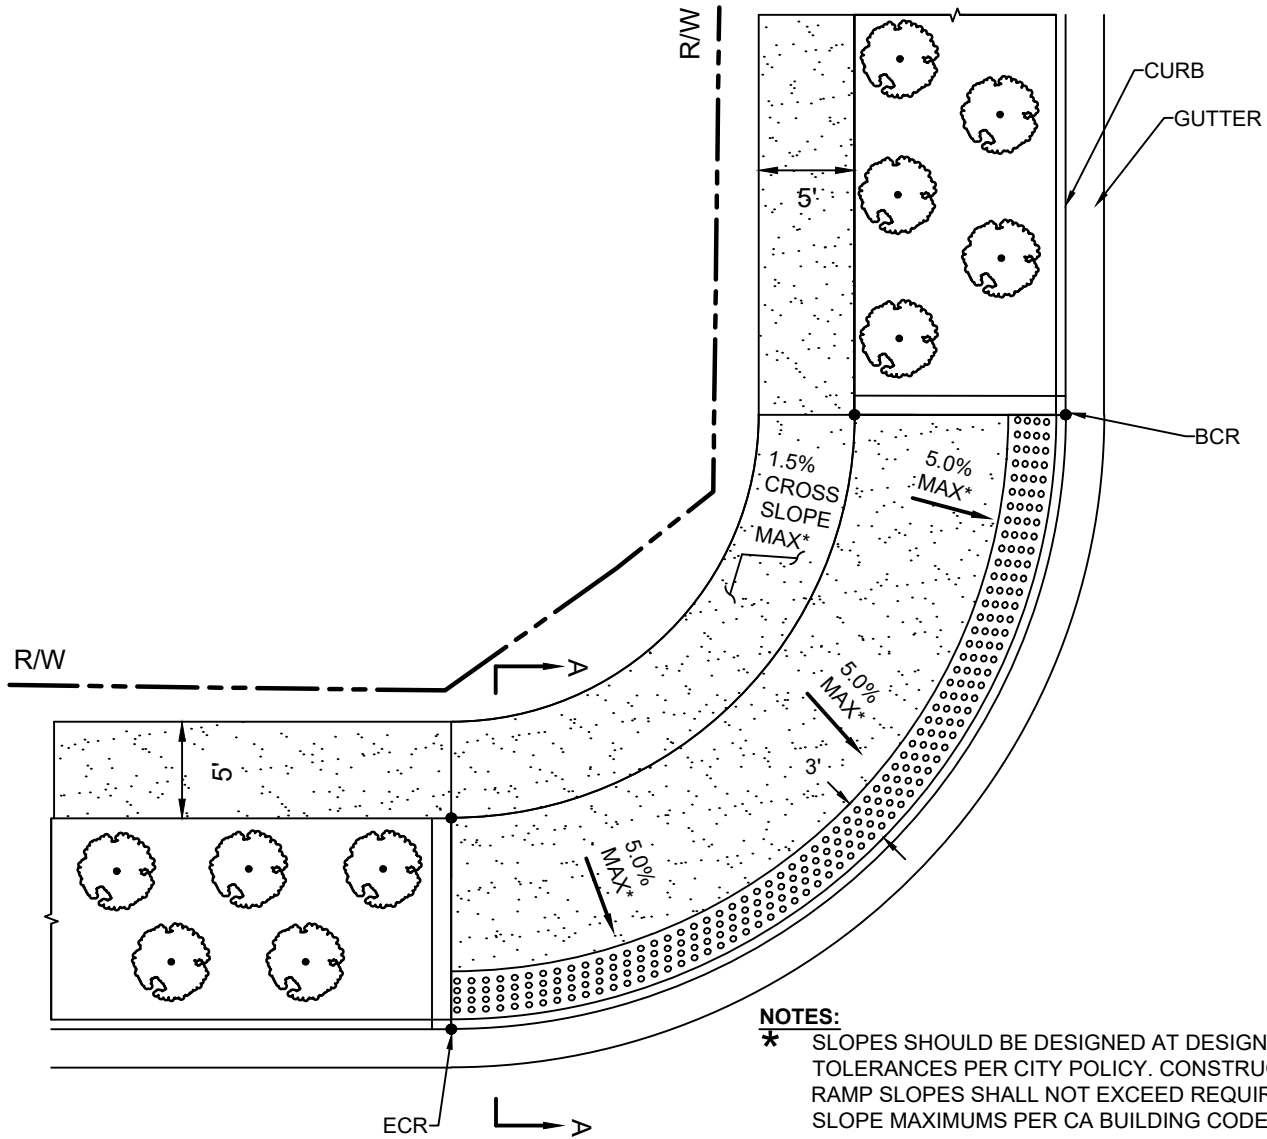 R/W
CURB
GUTTER
5'
BCR
1.5%
CROSS
SLOPE
MAX*
5.0%
MAX*
R/W
A
5.0%
MAX*
5'
3'
5.0%
MAX*
NOTES:
* SLOPES SHOULD BE DESIGNED AT DESIGN
TOLERANCES PER CITY POLICY.
RAMP SLOPES SHALL NOT EXCEED
SLOPE MAXIMUMS PER CA BUILDING CODE
ECR
A